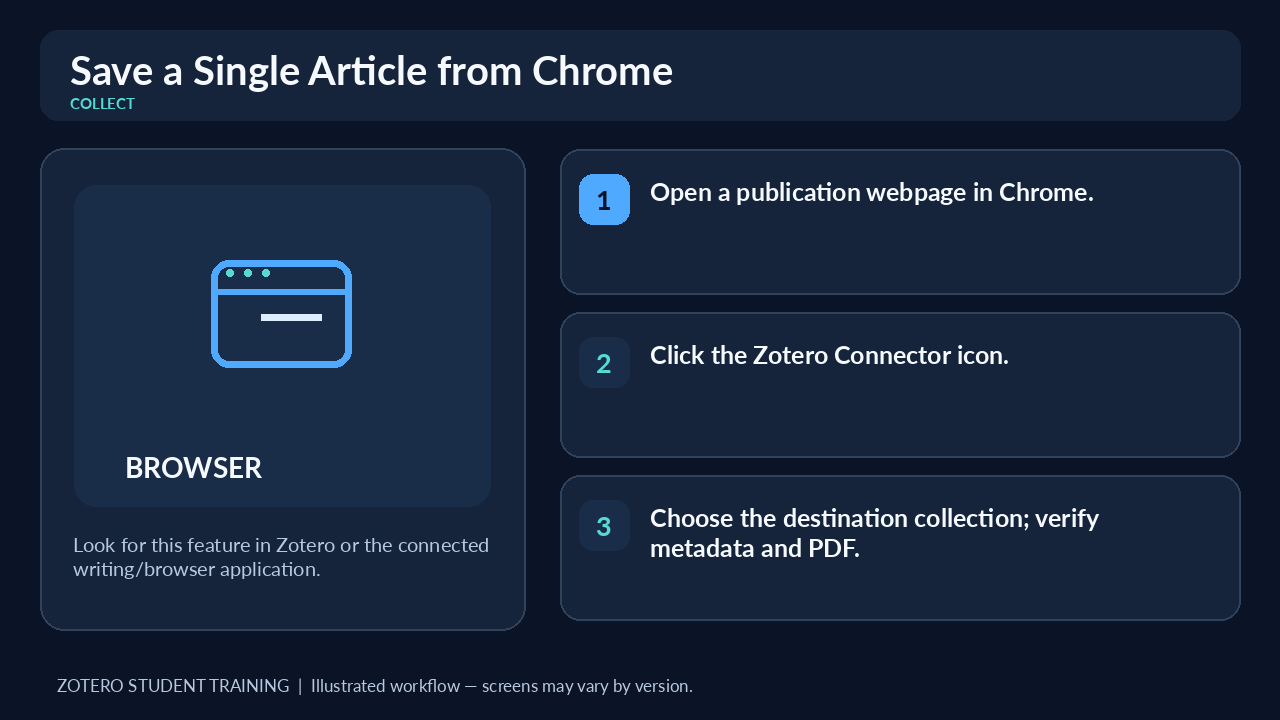 Save a Single Article from Chrome
COLLECT
BROWSER
Look for this feature in Zotero or the connected
writing/browser application.
1
Open a publication webpage in Chrome.
2
Click the Zotero Connector icon.
3
Choose the destination collection; verify
metadata and PDF.
ZOTERO STUDENT TRAINING | Illustrated workflow — screens may vary by version.